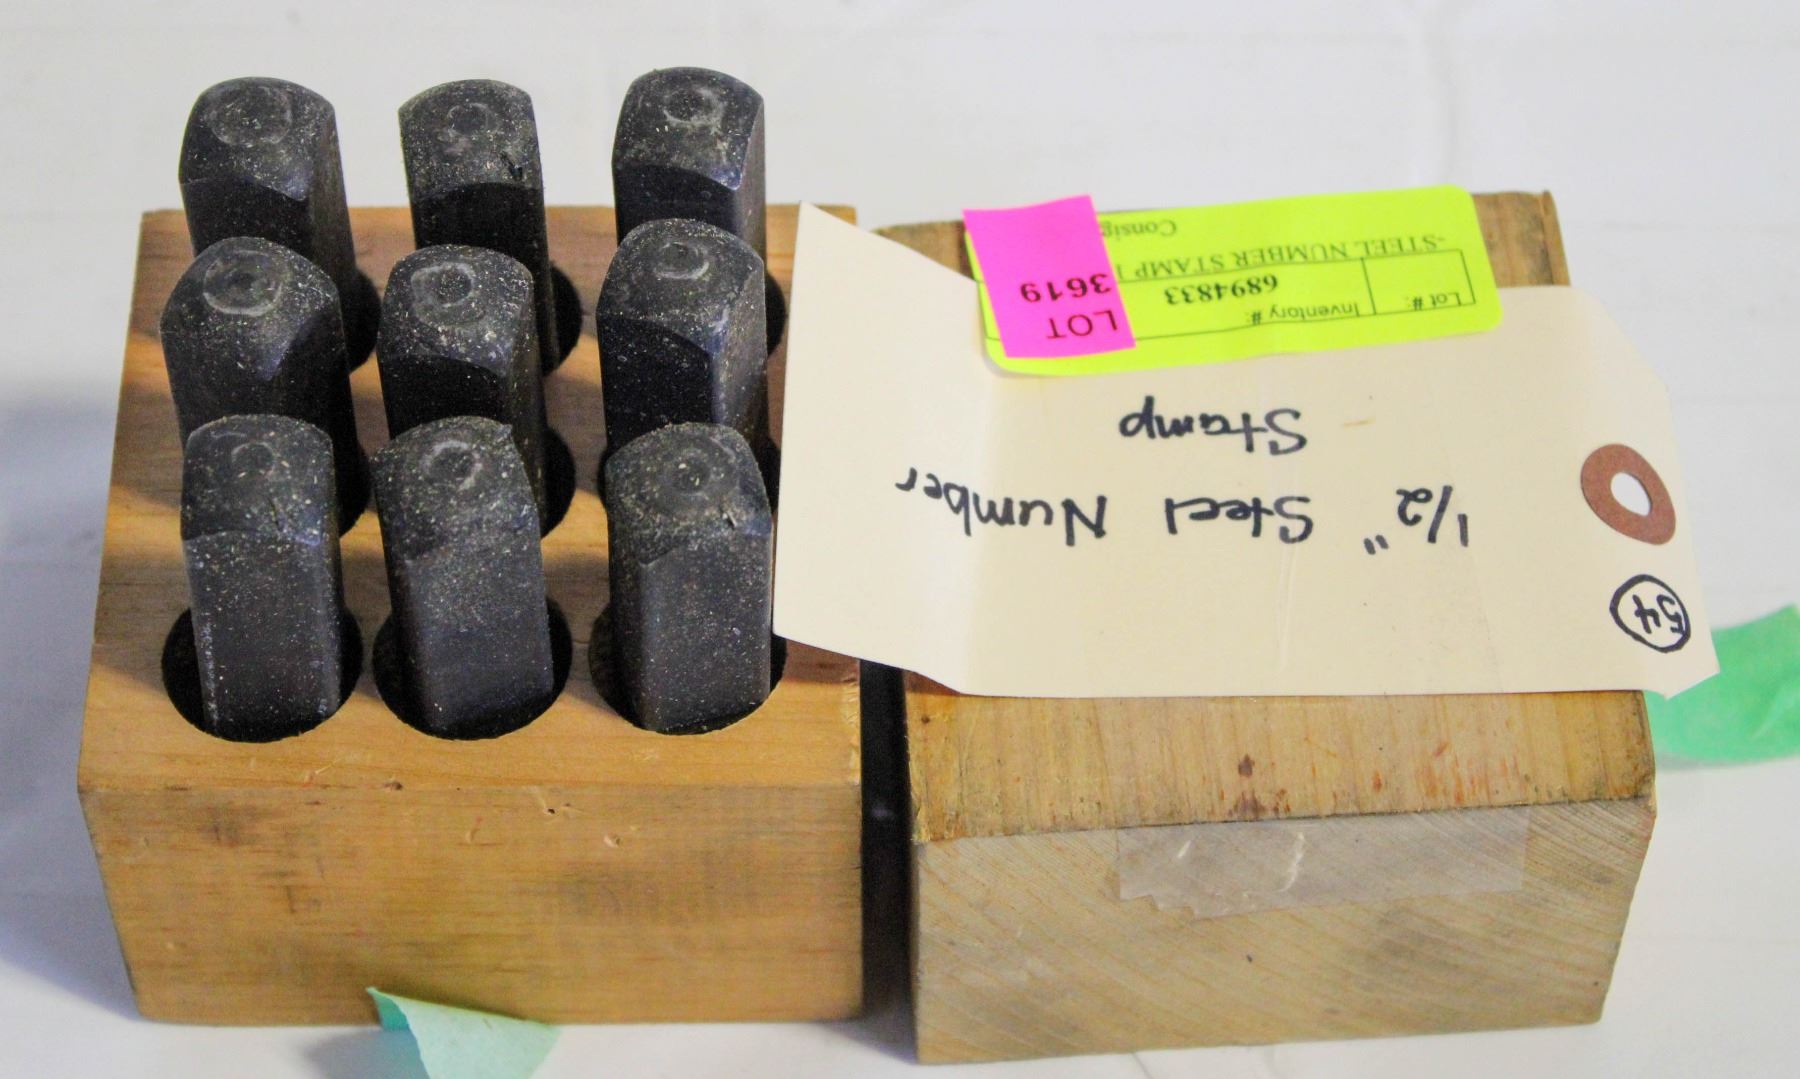 54
1/2" Steel Number
Stamp
LOT
3619
Lot #:
Inventory #:
6894833
-STEEL NUMBER STAMP
Consig